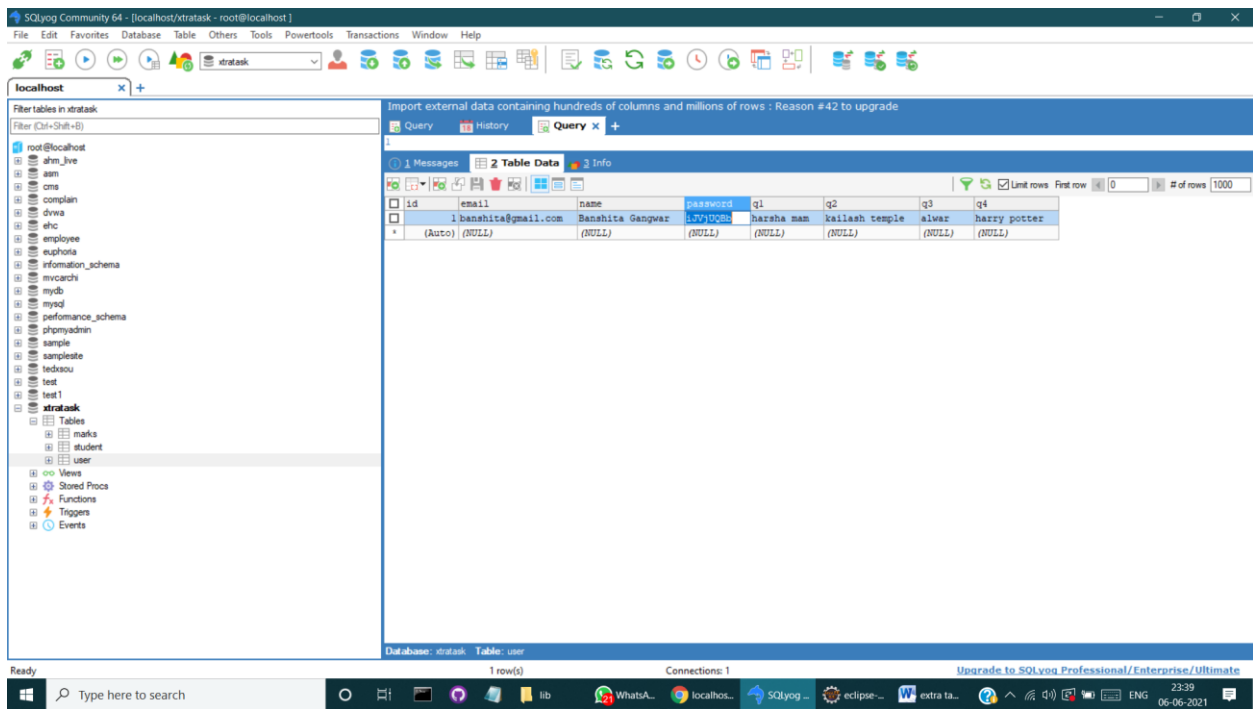 SQLyog Community 64 - [localhost/xtratask - root@localhost ]
File Edit Favorites Database Table Others Tools Powertools Transactions Window Help
xtratask
localhost x +
Filter tables in xtratask
Filter (Ctrl+Shift+B)
root@localhost
ahm_live
asm
cms
complain
dvwa
ehc
employee
euphoria
information_schema
mvcarchi
mydb
mysql
performance_schema
phpmyadmin
sample
samplesite
tedxsou
test
test1
xtratask
Tables
marks
student
user
Views
Stored Procs
Functions
Triggers
Events
Import external data containing hundreds of columns and millions of rows : Reason #42 to upgrade
Query History Query x +
1
1 Messages 2 Table Data 3 Info
Limit rows First row 0 # of rows 1000
id email name password q1 q2 q3 q4
1 banshita@gmail.com Banshita Gangwar iJVjUQBb harsha mam kailash temple alwar harry potter
* (Auto) (NULL) (NULL) (NULL) (NULL) (NULL) (NULL) (NULL)
Database: xtratask Table: user
Ready 1 row(s) Connections: 1 Upgrade to SQLyog Professional/Enterprise/Ultimate
Type here to search lib 21 WhatsA... localhos... SQLyog ... eclipse-... extra ta... ENG 23:39
06-06-2021